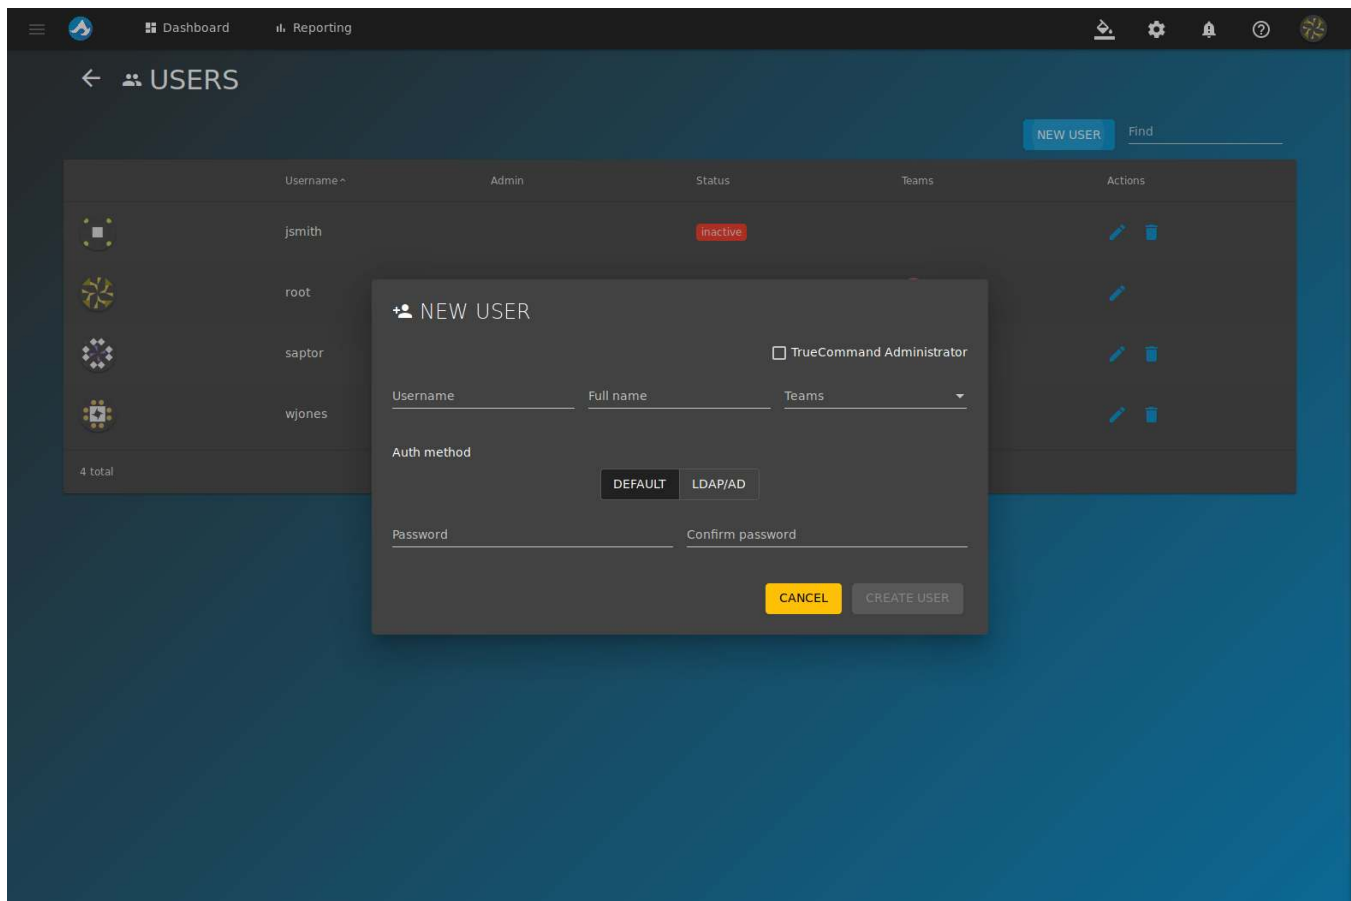 Dashboard
Reporting
USERS
NEW USER
Find
Username
Admin
Status
Teams
Actions
jsmith
inactive
root
saptor
wjones
4 total
NEW USER
TrueCommand Administrator
Username
Full name
Teams
Auth method
DEFAULT
LDAP/AD
Password
Confirm password
CANCEL
CREATE USER